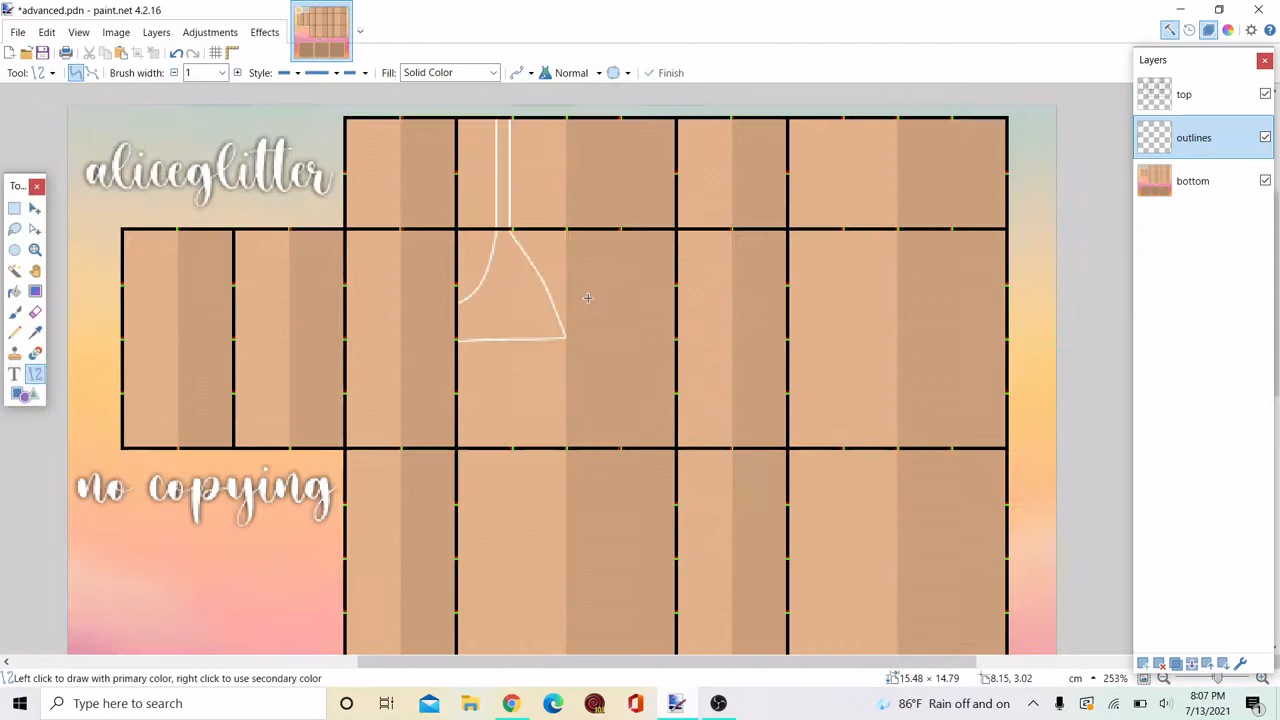 *advanced.pdn - paint.net 4.2.16
File Edit View Image Layers Adjustments Effects
Tool: Brush width: 1 Style: Fill: Solid Color Normal Finish
Layers
top
outlines
bottom
To...
T
aliceglitter
no copying
Left click to draw with primary color, right click to use secondary color
15.48 × 14.79
8.15, 3.02
cm
253%
Type here to search
86°F Rain off and on
8:07 PM
7/13/2021
1